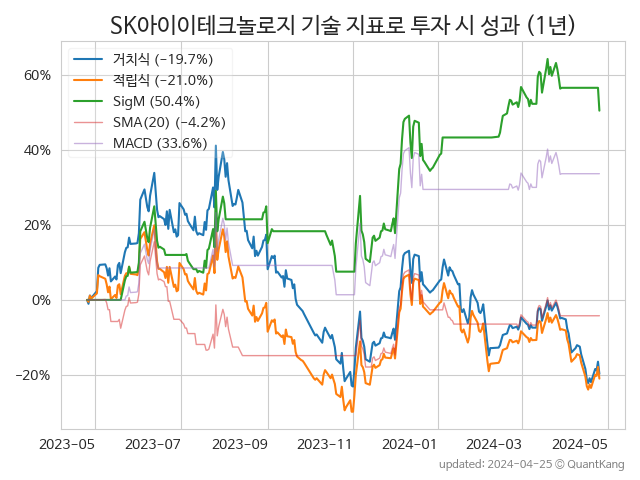 SK아이이테크놀로지 기술 지표로 투자 시 성과 (1년)
거치식 (−19.7%)
적립식 (−21.0%)
SigM (50.4%)
SMA(20) (−4.2%)
MACD (33.6%)
60%
40%
20%
0%
−20%
2023-05 2023-07 2023-09 2023-11 2024-01 2024-03 2024-05
updated: 2024-04-25 © QuantKang